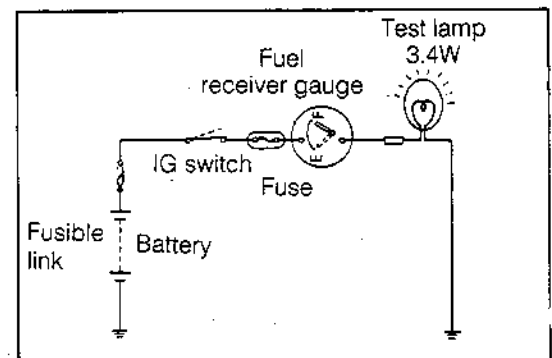 Test lamp
3.4W
Fuel
receiver gauge
F
E
IG switch
Fuse
Fusible
link
Battery